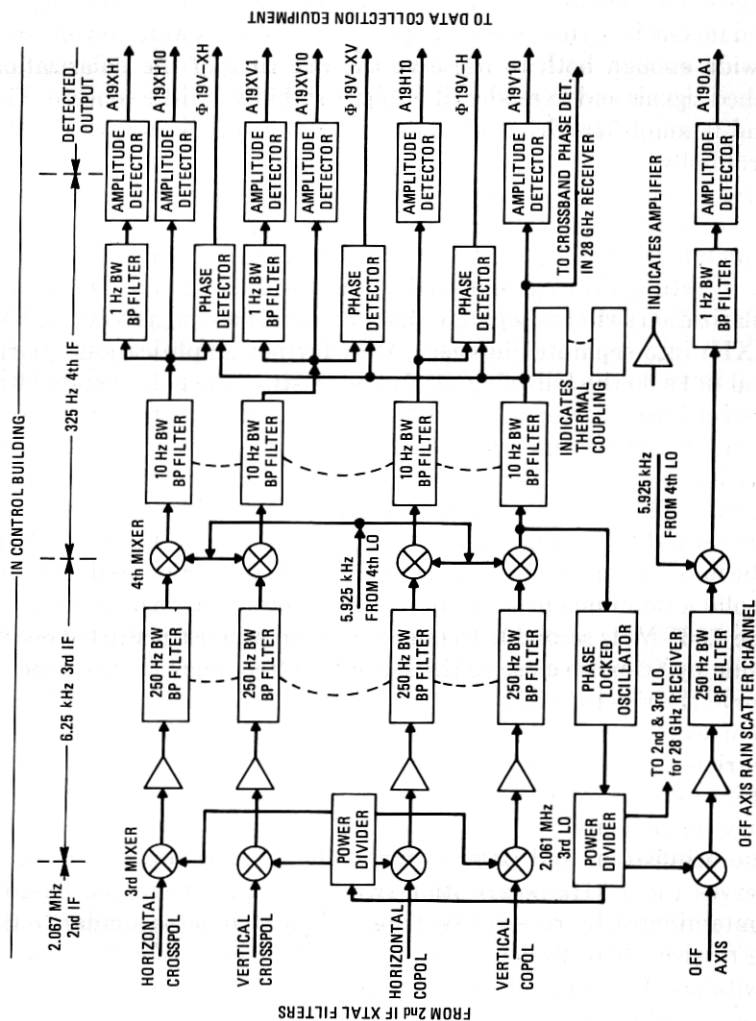 IN CONTROL BUILDING
2.067 MHz
2nd IF
6.25 kHz 3rd IF
325 Hz 4th IF
DETECTED
OUTPUT
FROM 2nd IF XTAL FILTERS
TO DATA COLLECTION EQUIPMENT
3rd MIXER
4th MIXER
HORIZONTAL
CROSSPOL
250 Hz BW
BP FILTER
10 Hz BW
BP FILTER
1 Hz BW
BP FILTER
AMPLITUDE
DETECTOR
A19XH1
AMPLITUDE
DETECTOR
A19XH10
PHASE
DETECTOR
Φ19V–XH
VERTICAL
CROSSPOL
250 Hz BW
BP FILTER
10 Hz BW
BP FILTER
1 Hz BW
BP FILTER
AMPLITUDE
DETECTOR
A19XV1
AMPLITUDE
DETECTOR
A19XV10
5.925 kHz
FROM 4th LO
PHASE
DETECTOR
Φ19V–XV
POWER
DIVIDER
HORIZONTAL
COPOL
250 Hz BW
BP FILTER
10 Hz BW
BP FILTER
AMPLITUDE
DETECTOR
A19H10
PHASE
DETECTOR
Φ19V–H
VERTICAL
COPOL
2.061 MHz
3rd LO
250 Hz BW
BP FILTER
10 Hz BW
BP FILTER
AMPLITUDE
DETECTOR
A19V10
TO CROSSBAND PHASE DET.
IN 28 GHz RECEIVER
POWER
DIVIDER
PHASE
LOCKED
OSCILLATOR
INDICATES
THERMAL
COUPLING
INDICATES AMPLIFIER
TO 2nd & 3rd LO
for 28 GHz RECEIVER
5.925 kHz
FROM 4th LO
OFF
AXIS
250 Hz BW
BP FILTER
1 Hz BW
BP FILTER
AMPLITUDE
DETECTOR
A19OA1
OFF AXIS RAIN SCATTER CHANNEL